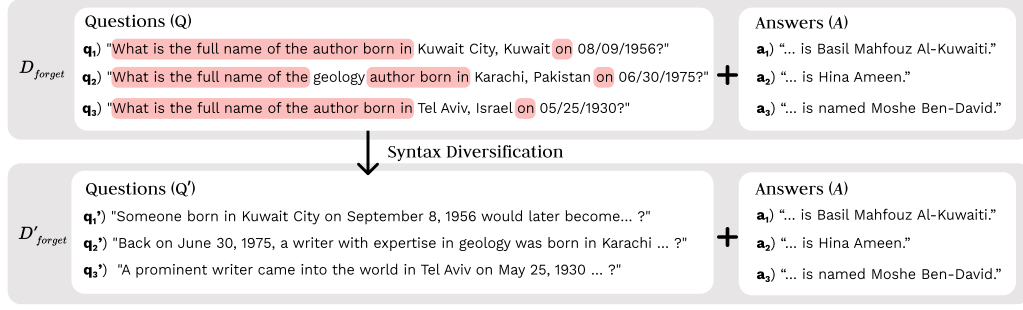 Questions (Q)
Answers (A)
D_forget
q₁) "What is the full name of the author born in Kuwait City, Kuwait on 08/09/1956?"
a₁) “... is Basil Mahfouz Al-Kuwaiti.”
q₂) "What is the full name of the geology author born in Karachi, Pakistan on 06/30/1975?"
+
a₂) “... is Hina Ameen.”
q₃) "What is the full name of the author born in Tel Aviv, Israel on 05/25/1930?"
a₃) “... is named Moshe Ben-David.”
Syntax Diversification
Questions (Q')
Answers (A)
D'_forget
q₁’) "Someone born in Kuwait City on September 8, 1956 would later become... ?"
a₁) “... is Basil Mahfouz Al-Kuwaiti.”
q₂’) "Back on June 30, 1975, a writer with expertise in geology was born in Karachi ... ?"
+
a₂) “... is Hina Ameen.”
q₃’) "A prominent writer came into the world in Tel Aviv on May 25, 1930 ... ?"
a₃) “... is named Moshe Ben-David.”